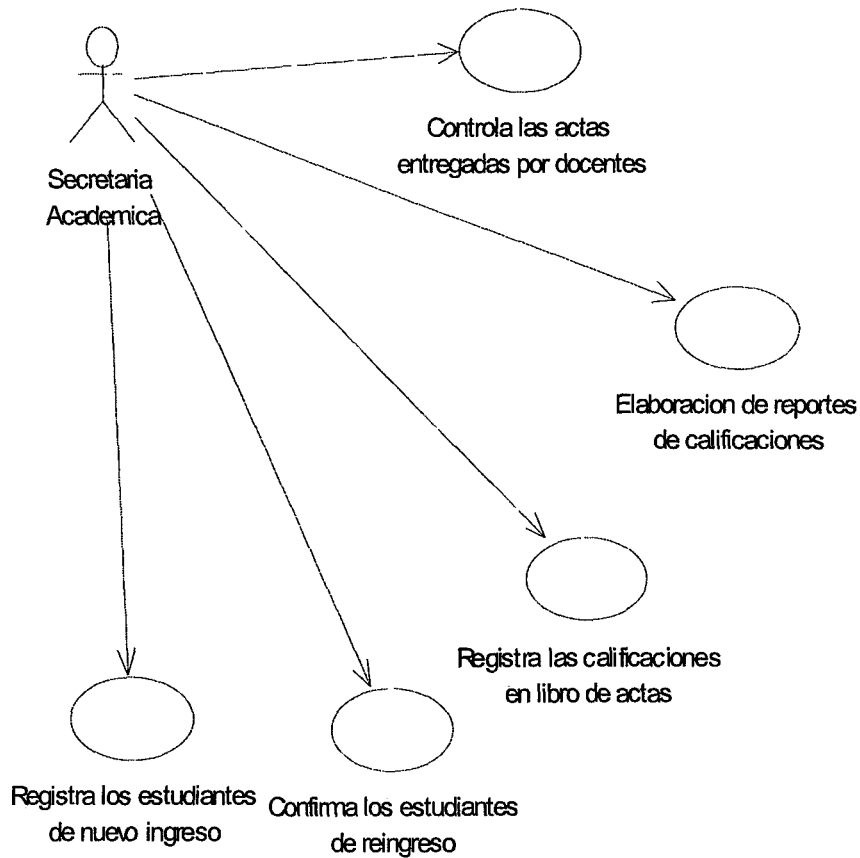 Controla las actas
entregadas por docentes
Secretaria
Academica
Elaboracion de reportes
de calificaciones
Registra las calificaciones
en libro de actas
Registra los estudiantes
de nuevo ingreso
Confirma los estudiantes
de reingreso